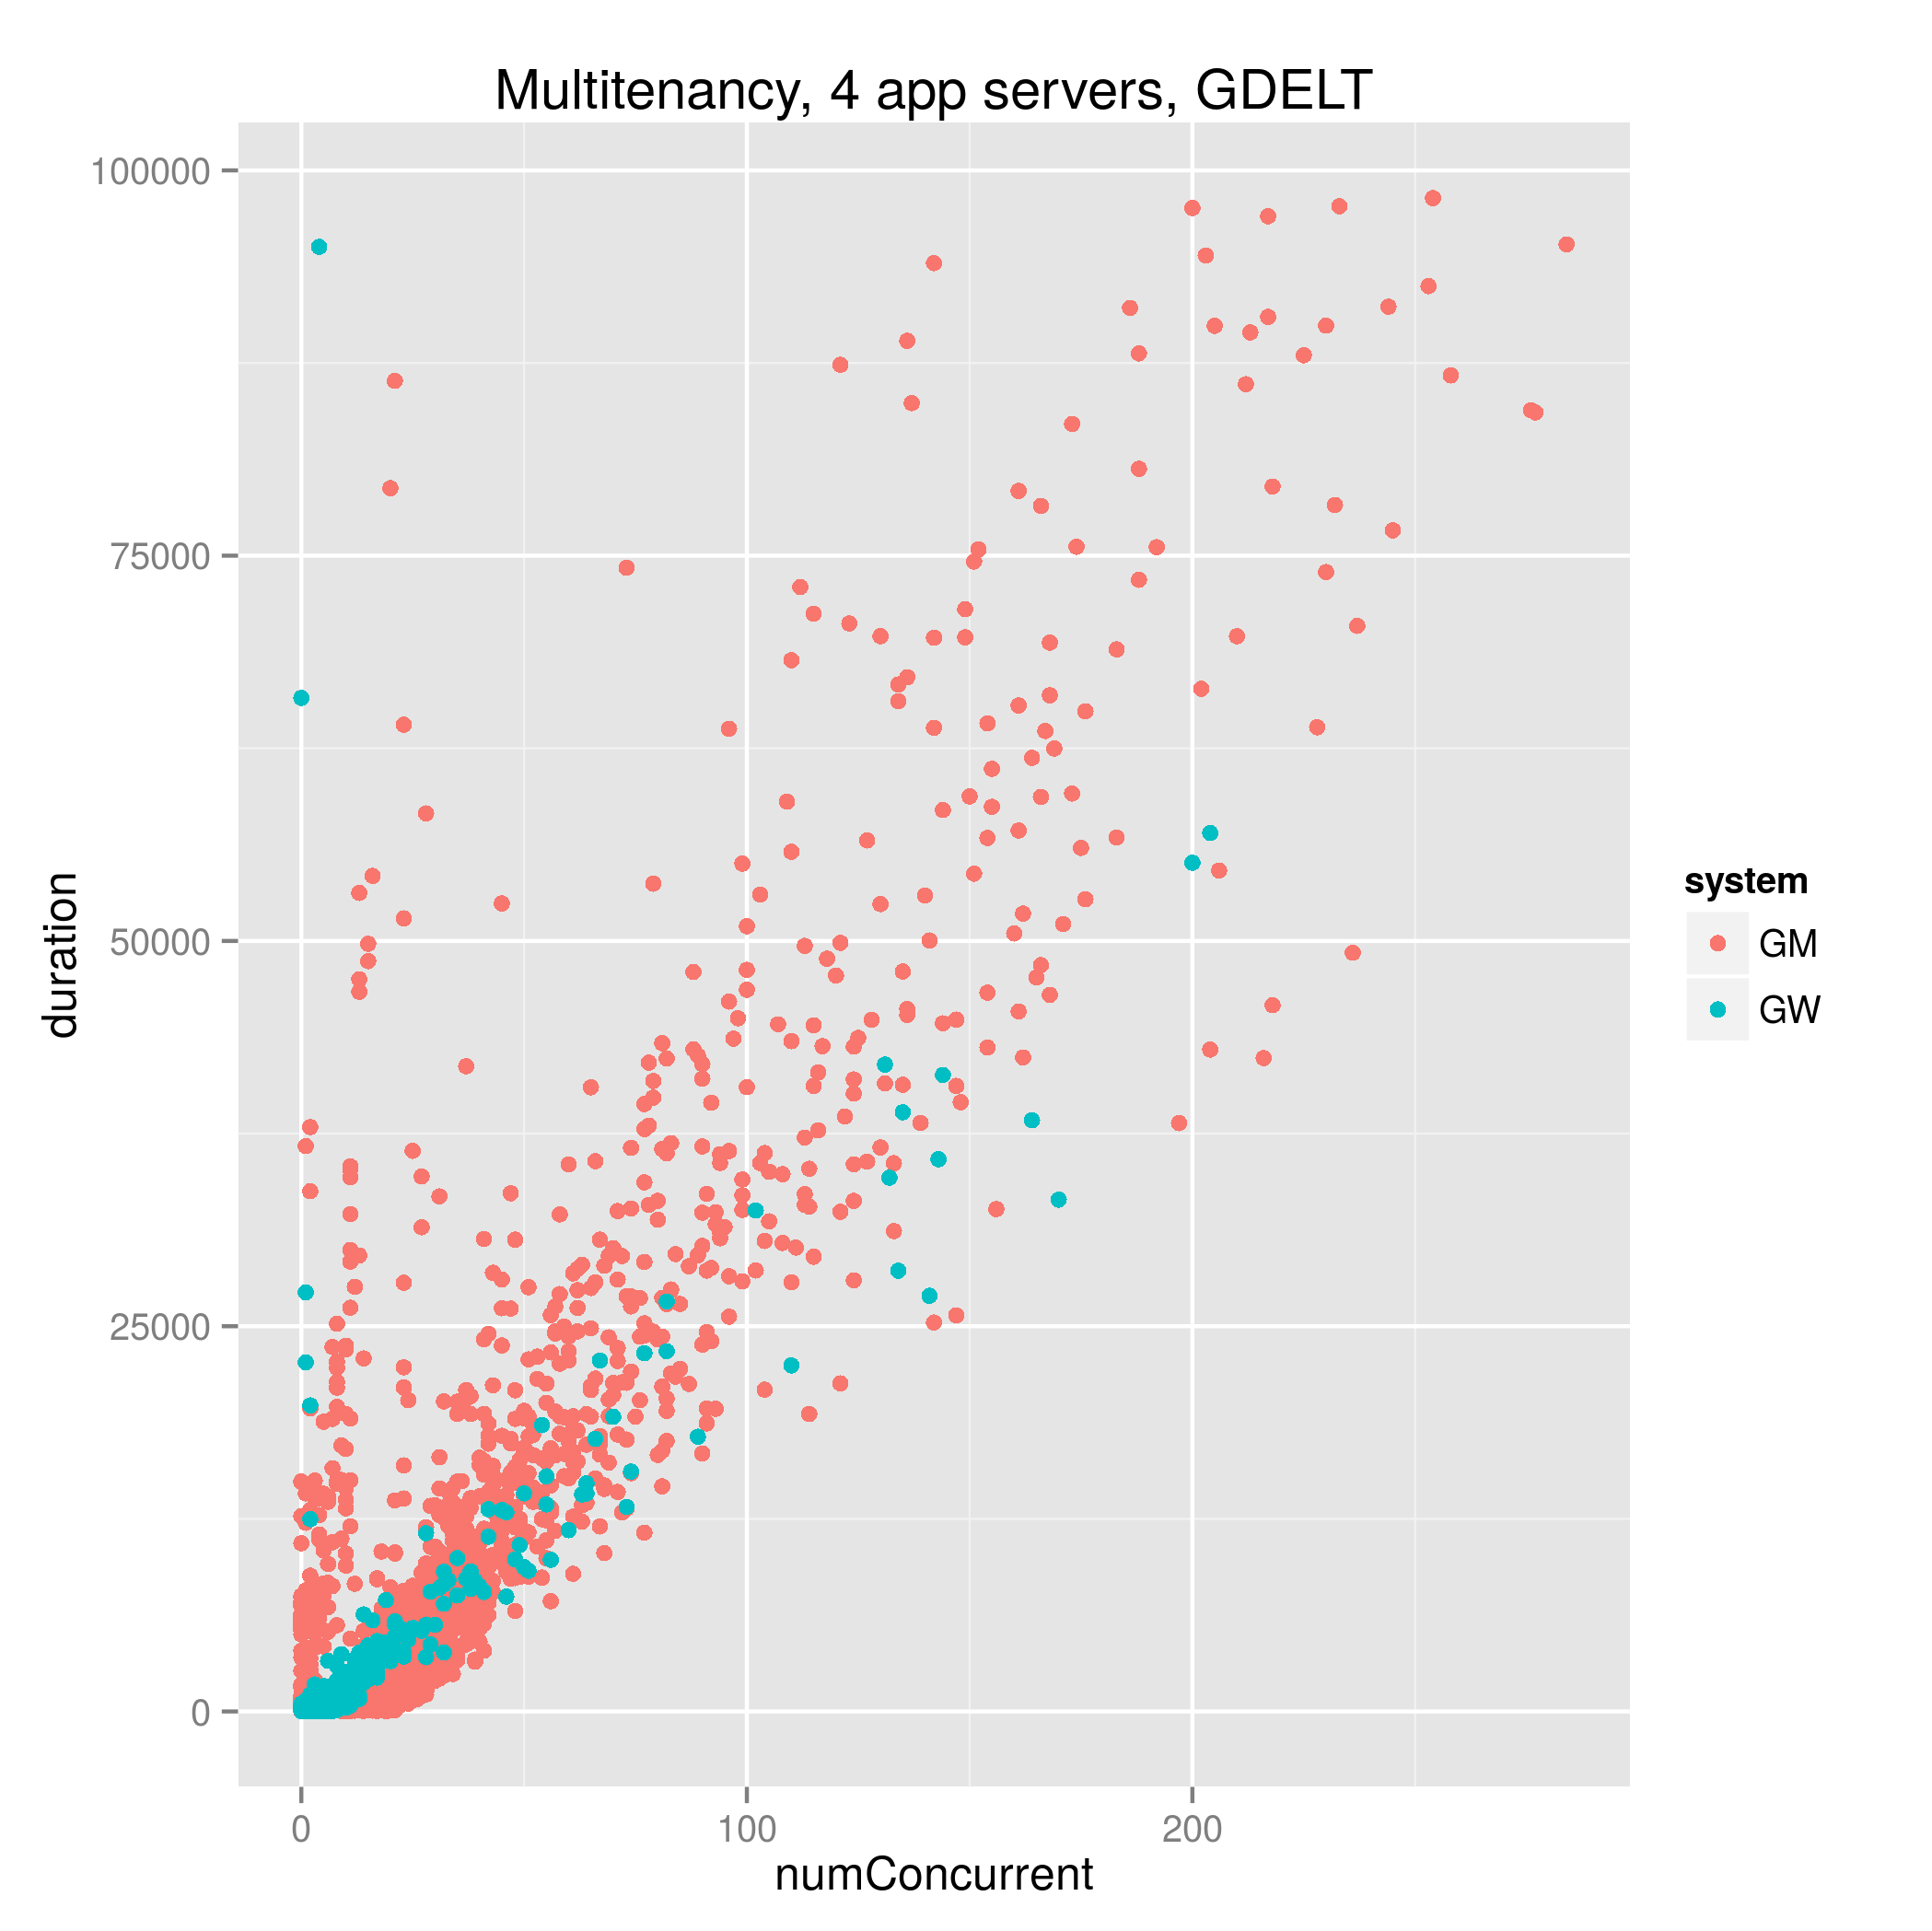 Multitenancy, 4 app servers, GDELT
100000
75000
50000
25000
0
duration
0 100 200
numConcurrent
system
GM
GW